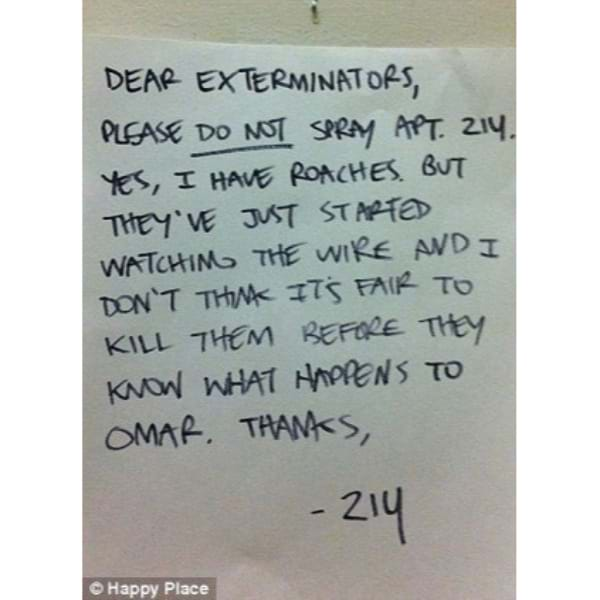 DEAR EXTERMINATORS,
PLEASE DO NOT SPRAY APT. 214.
YES, I HAVE ROACHES. BUT
THEY'VE JUST STARTED
WATCHING THE WIRE AND I
DON'T THINK IT'S FAIR TO
KILL THEM BEFORE THEY
KNOW WHAT HAPPENS TO
OMAR. THANKS,
- 214
© Happy Place